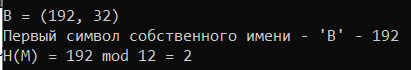 B = (192, 32)
Первый символ собственного имени - 'В' - 192
H(M) = 192 mod 12 = 2